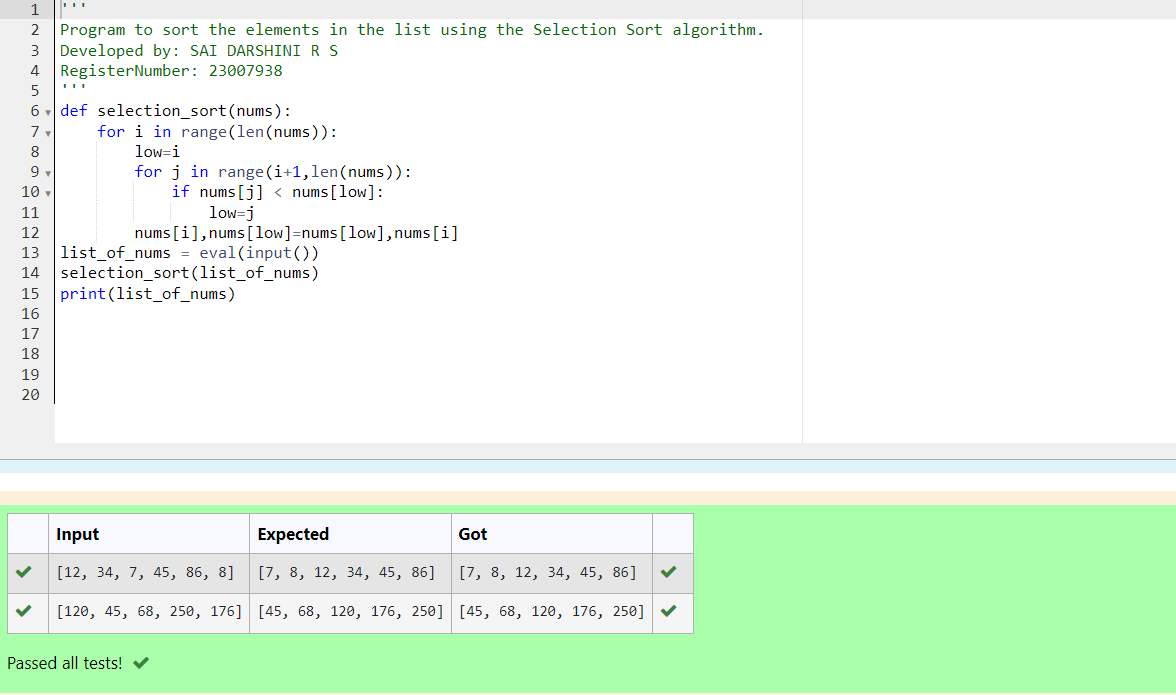 1 '''
2 Program to sort the elements in the list using the Selection Sort algorithm.
3 Developed by: SAI DARSHINI R S
4 RegisterNumber: 23007938
5 '''
6 def selection_sort(nums):
7     for i in range(len(nums)):
8         low=i
9         for j in range(i+1,len(nums)):
10             if nums[j] < nums[low]:
11                 low=j
12         nums[i],nums[low]=nums[low],nums[i]
13 list_of_nums = eval(input())
14 selection_sort(list_of_nums)
15 print(list_of_nums)
16
17
18
19
20
Input Expected Got
[12, 34, 7, 45, 86, 8] [7, 8, 12, 34, 45, 86] [7, 8, 12, 34, 45, 86]
[120, 45, 68, 250, 176] [45, 68, 120, 176, 250] [45, 68, 120, 176, 250]
Passed all tests!